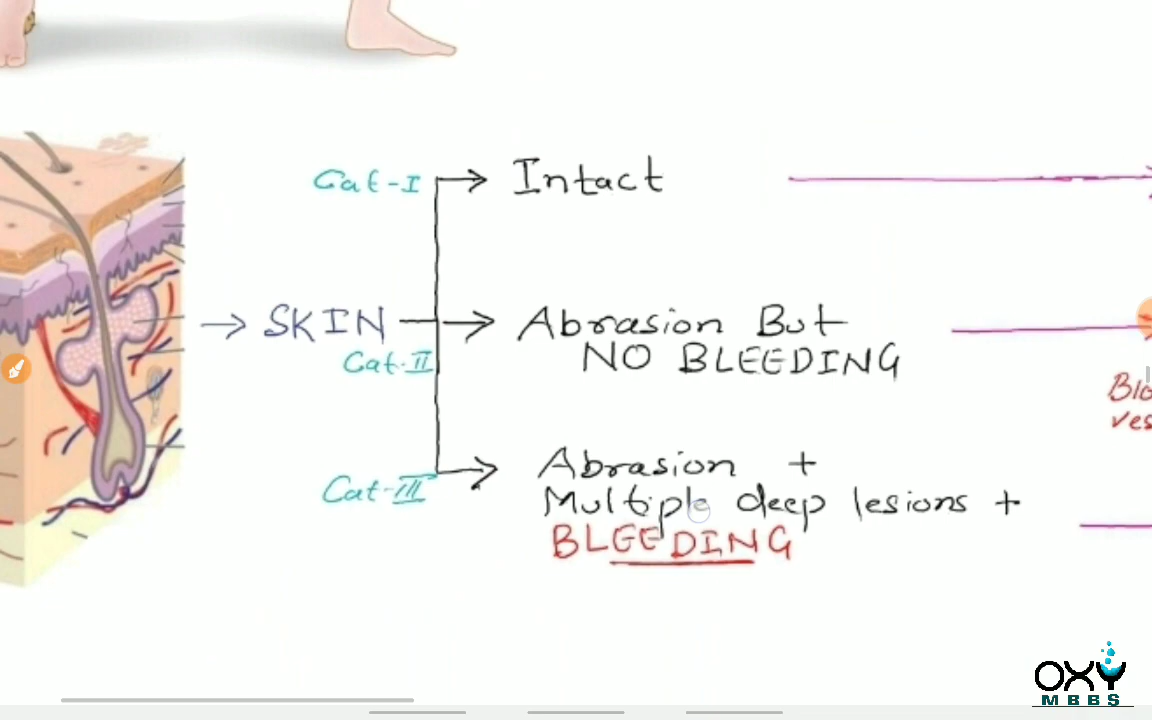 Cat-I
Intact
SKIN
Abrasion But
NO BLEEDING
Cat-II
Abrasion +
Multiple deep lesions +
BLEEDING
Cat-III
OXY
MBBS